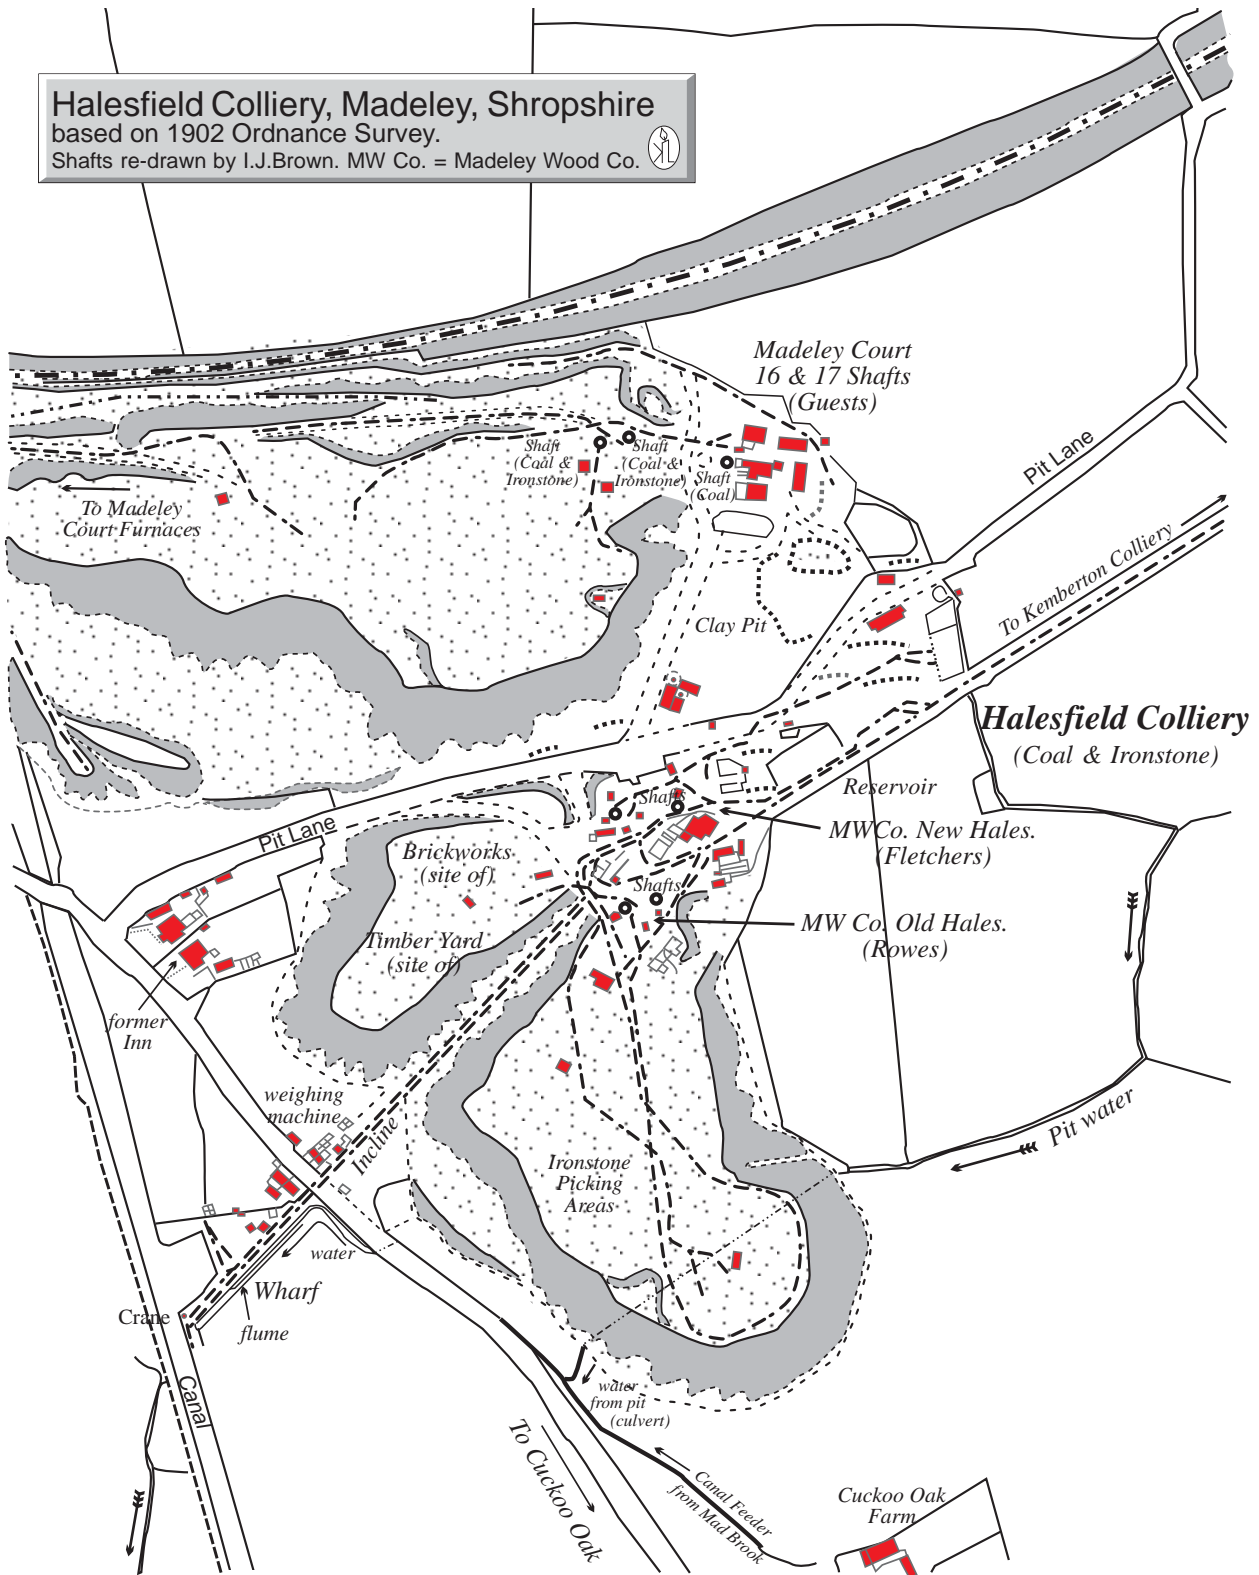 Halesfield Colliery, Madeley, Shropshire
based on 1902 Ordnance Survey.
Shafts re-drawn by I.J.Brown. MW Co. = Madeley Wood Co.
Madeley Court
16 & 17 Shafts
(Guests)
Shaft
(Coal &
Ironstone)
Shaft
(Coal &
Ironstone)
Shaft
(Coal)
Pit Lane
To Madeley
Court Furnaces
To Kemberton Colliery
Clay Pit
Halesfield Colliery
(Coal & Ironstone)
Reservoir
Shafts
MWCo. New Hales.
(Fletchers)
Pit Lane
Brickworks
(site of)
Shafts
MW Co. Old Hales.
(Rowes)
Timber Yard
(site of)
former
Inn
weighing
machine
Incline
Pit water
Ironstone
Picking
Areas
water
Wharf
Crane
flume
Canal
water
from pit
(culvert)
To Cuckoo Oak
Canal Feeder
from Mad Brook
Cuckoo Oak
Farm